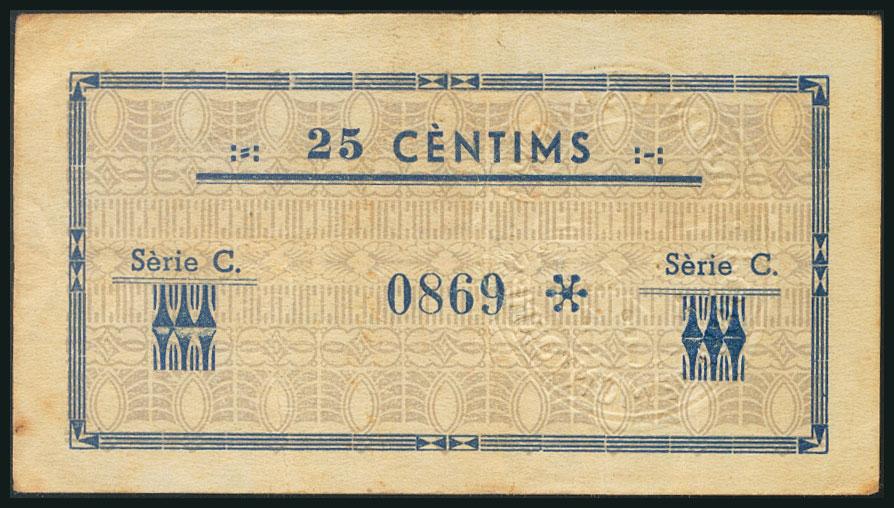 :=: 25 CÈNTIMS :-:
Sèrie C.
Sèrie C.
0869 *